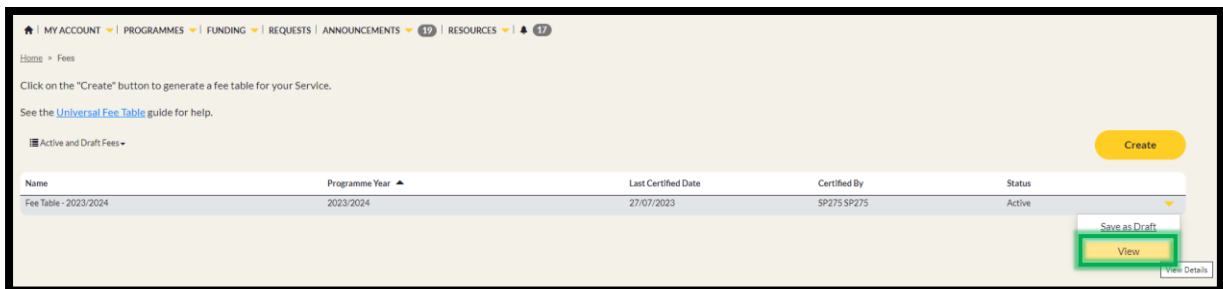 MY ACCOUNT | PROGRAMMES | FUNDING | REQUESTS | ANNOUNCEMENTS 19 | RESOURCES | 17
Home > Fees
Click on the "Create" button to generate a fee table for your Service.
See the Universal Fee Table guide for help.
Active and Draft Fees
Create
Name Programme Year Last Certified Date Certified By Status
Fee Table - 2023/2024 2023/2024 27/07/2023 SP275 SP275 Active
Save as Draft
View
View Details